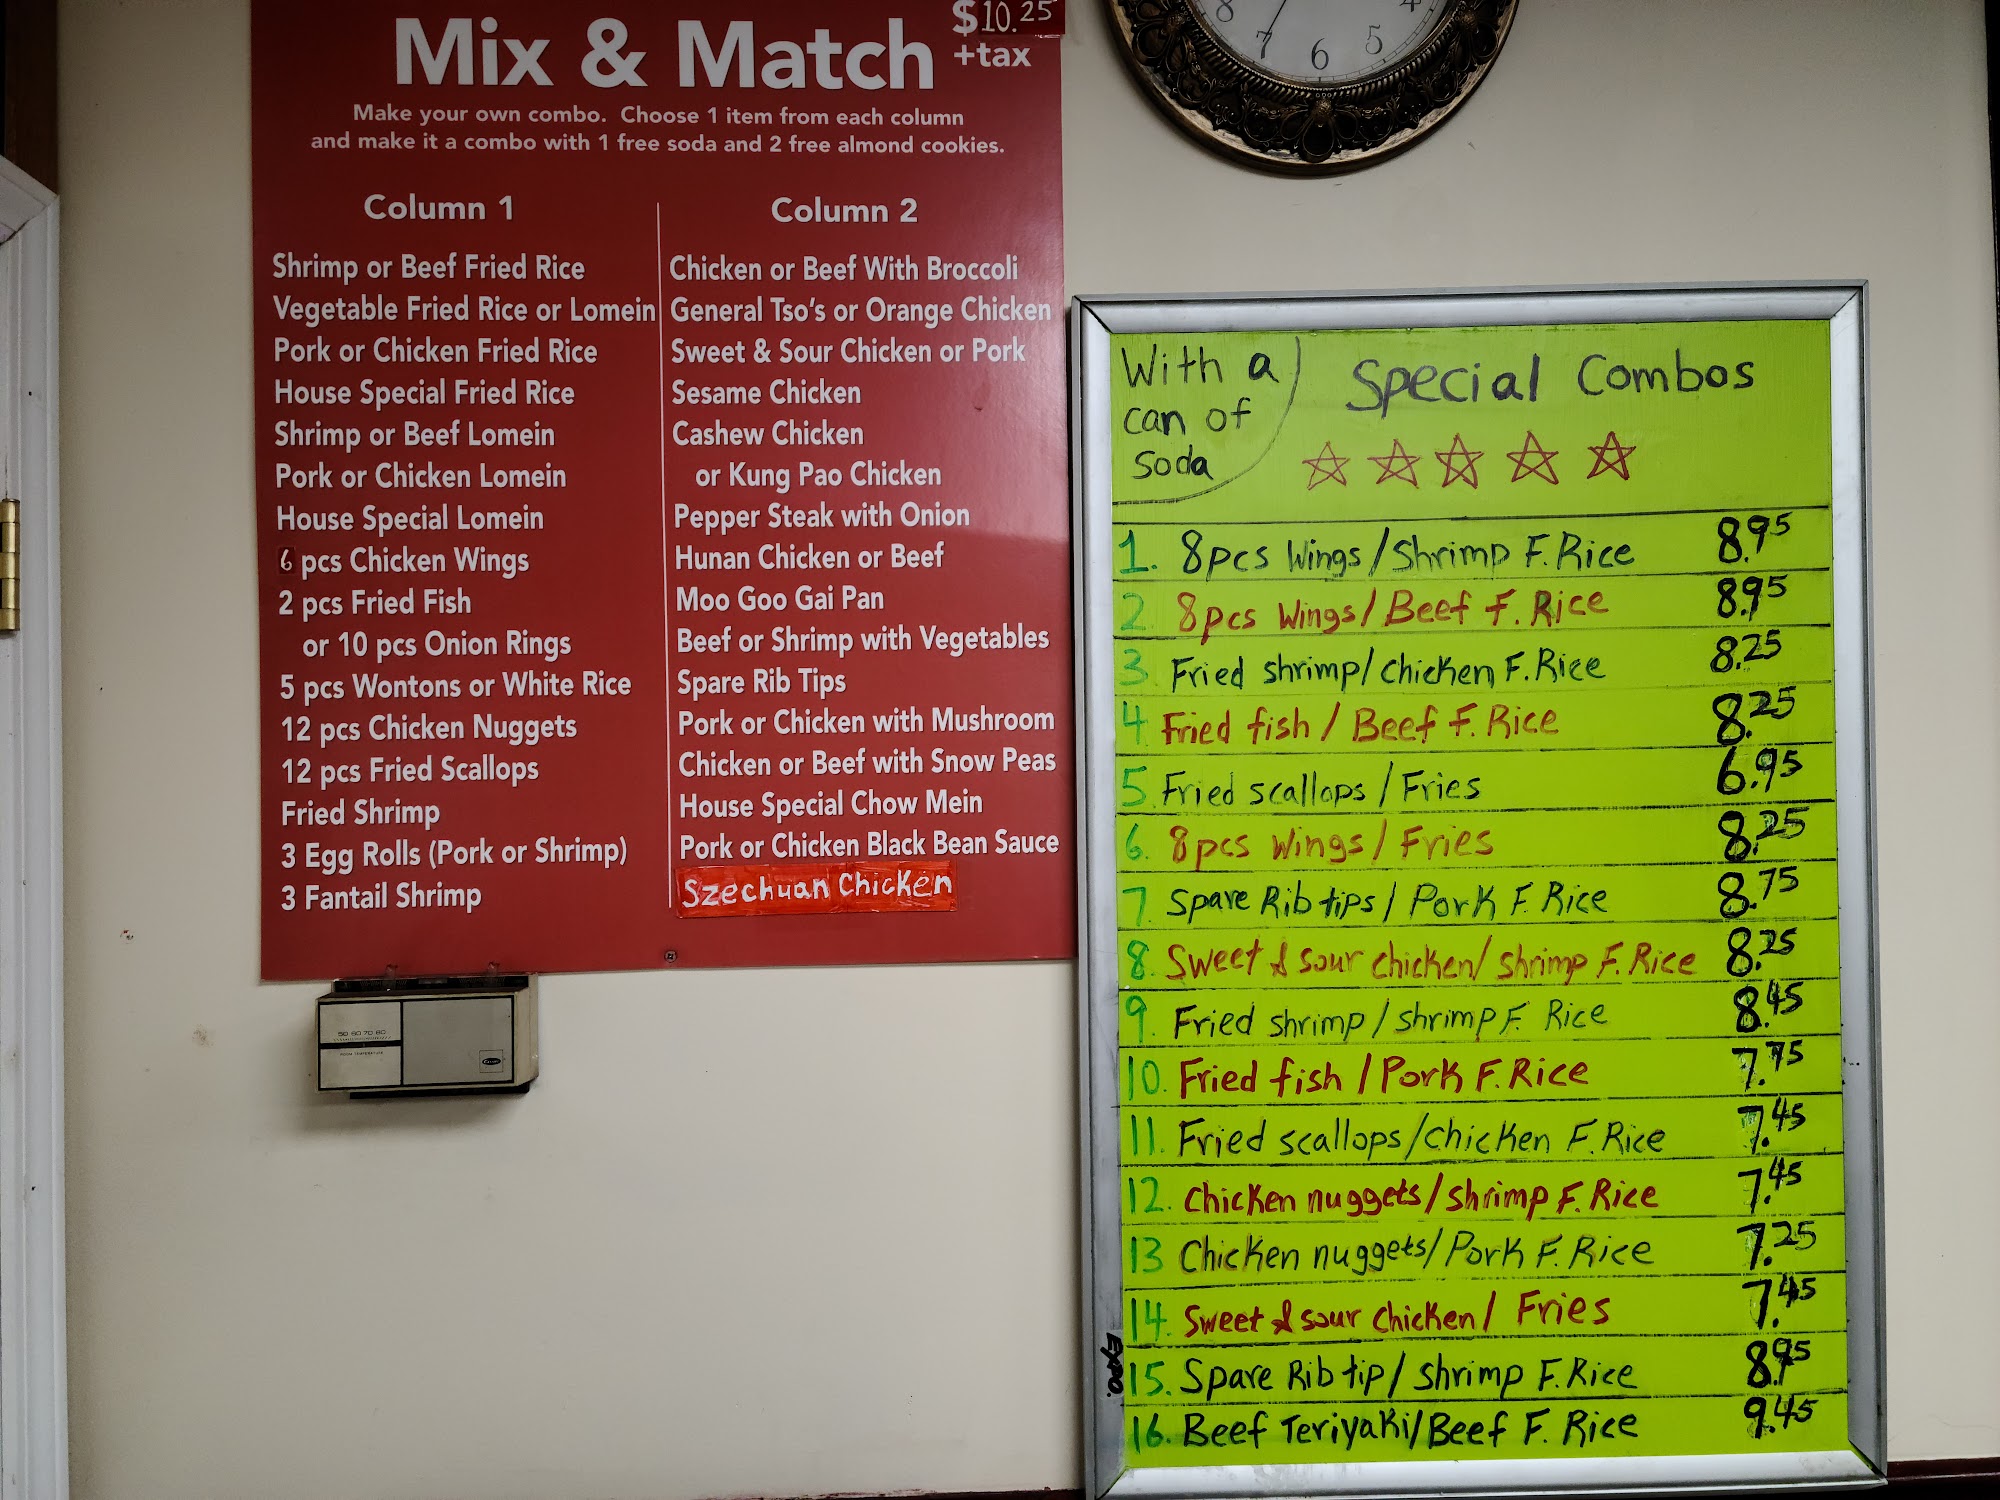 Mix & Match
$10.25
+tax
Make your own combo. Choose 1 item from each column
and make it a combo with 1 free soda and 2 free almond cookies.
Column 1
Shrimp or Beef Fried Rice
Vegetable Fried Rice or Lomein
Pork or Chicken Fried Rice
House Special Fried Rice
Shrimp or Beef Lomein
Pork or Chicken Lomein
House Special Lomein
6 pcs Chicken Wings
2 pcs Fried Fish
or 10 pcs Onion Rings
5 pcs Wontons or White Rice
12 pcs Chicken Nuggets
12 pcs Fried Scallops
Fried Shrimp
3 Egg Rolls (Pork or Shrimp)
3 Fantail Shrimp
Column 2
Chicken or Beef With Broccoli
General Tso's or Orange Chicken
Sweet & Sour Chicken or Pork
Sesame Chicken
Cashew Chicken
or Kung Pao Chicken
Pepper Steak with Onion
Hunan Chicken or Beef
Moo Goo Gai Pan
Beef or Shrimp with Vegetables
Spare Rib Tips
Pork or Chicken with Mushroom
Chicken or Beef with Snow Peas
House Special Chow Mein
Pork or Chicken Black Bean Sauce
Szechuan Chicken
8 7 6 5 4
With a
can of
soda
Special Combos
1. 8pcs Wings/Shrimp F.Rice 8.95
2 8pcs Wings/Beef F. Rice 8.95
3. Fried shrimp/chicken F.Rice 8.25
4 Fried fish/Beef F. Rice 8.25
5. Fried scallops/Fries 6.95
6. 8pcs wings/Fries 8.25
7. Spare Rib tips/Pork F. Rice 8.75
8. Sweet & sour chicken/shrimp F.Rice 8.25
9. Fried shrimp/shrimp F. Rice 8.45
10. Fried fish/Pork F.Rice 7.75
11. Fried scallops/chicken F.Rice 7.45
12. Chicken nuggets/shrimp F.Rice 7.45
13 Chicken nuggets/Pork F.Rice 7.25
14. Sweet & sour chicken/Fries 7.45
15. Spare Rib tip/Shrimp F.Rice 8.95
16. Beef Teriyaki/Beef F. Rice 9.45
EXPO.
50 60 70 80
ROOM TEMPERATURE